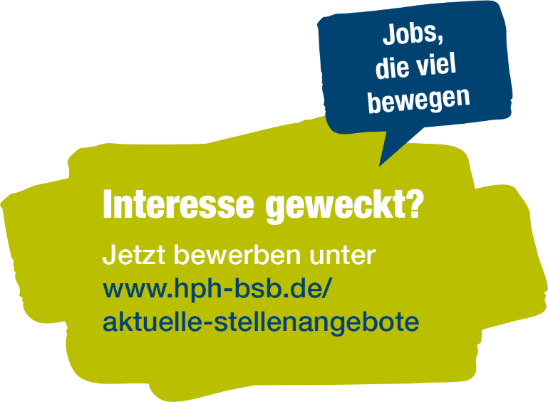 Jobs,
die viel
bewegen
Interesse geweckt?
Jetzt bewerben unter
www.hph-bsb.de/
aktuelle-stellenangebote